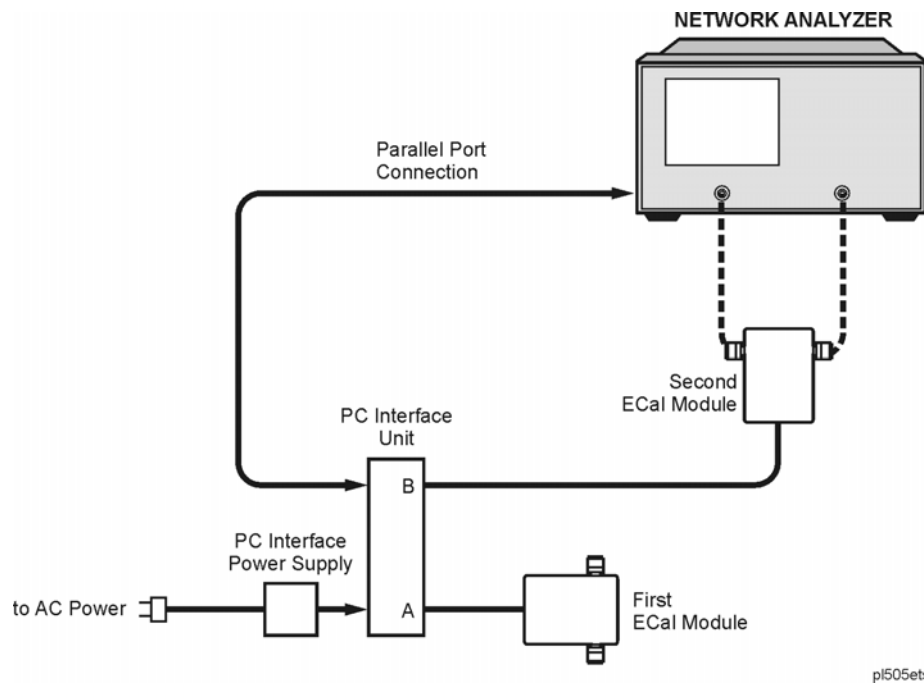 NETWORK ANALYZER
Parallel Port
Connection
Second
ECal Module
PC Interface
Unit
B
PC Interface
Power Supply
to AC Power
A
First
ECal Module
pl505ets